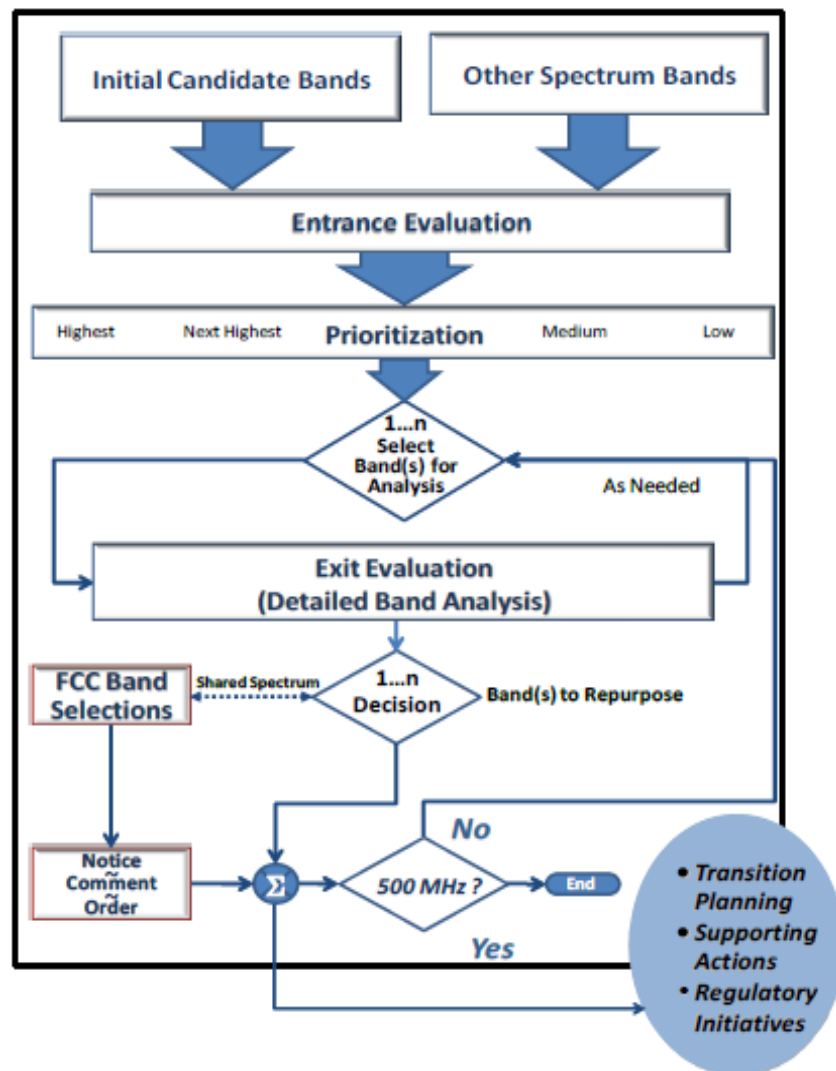 Initial Candidate Bands
Other Spectrum Bands
Entrance Evaluation
Highest Next Highest Prioritization Medium Low
1...n
Select
Band(s) for
Analysis
As Needed
Exit Evaluation
(Detailed Band Analysis)
FCC Band
Selections
Shared Spectrum
1...n
Decision
Band(s) to Repurpose
Notice
~
Comment
~
Order
Σ
500 MHz ?
No
End
Yes
• Transition
Planning
• Supporting
Actions
• Regulatory
Initiatives